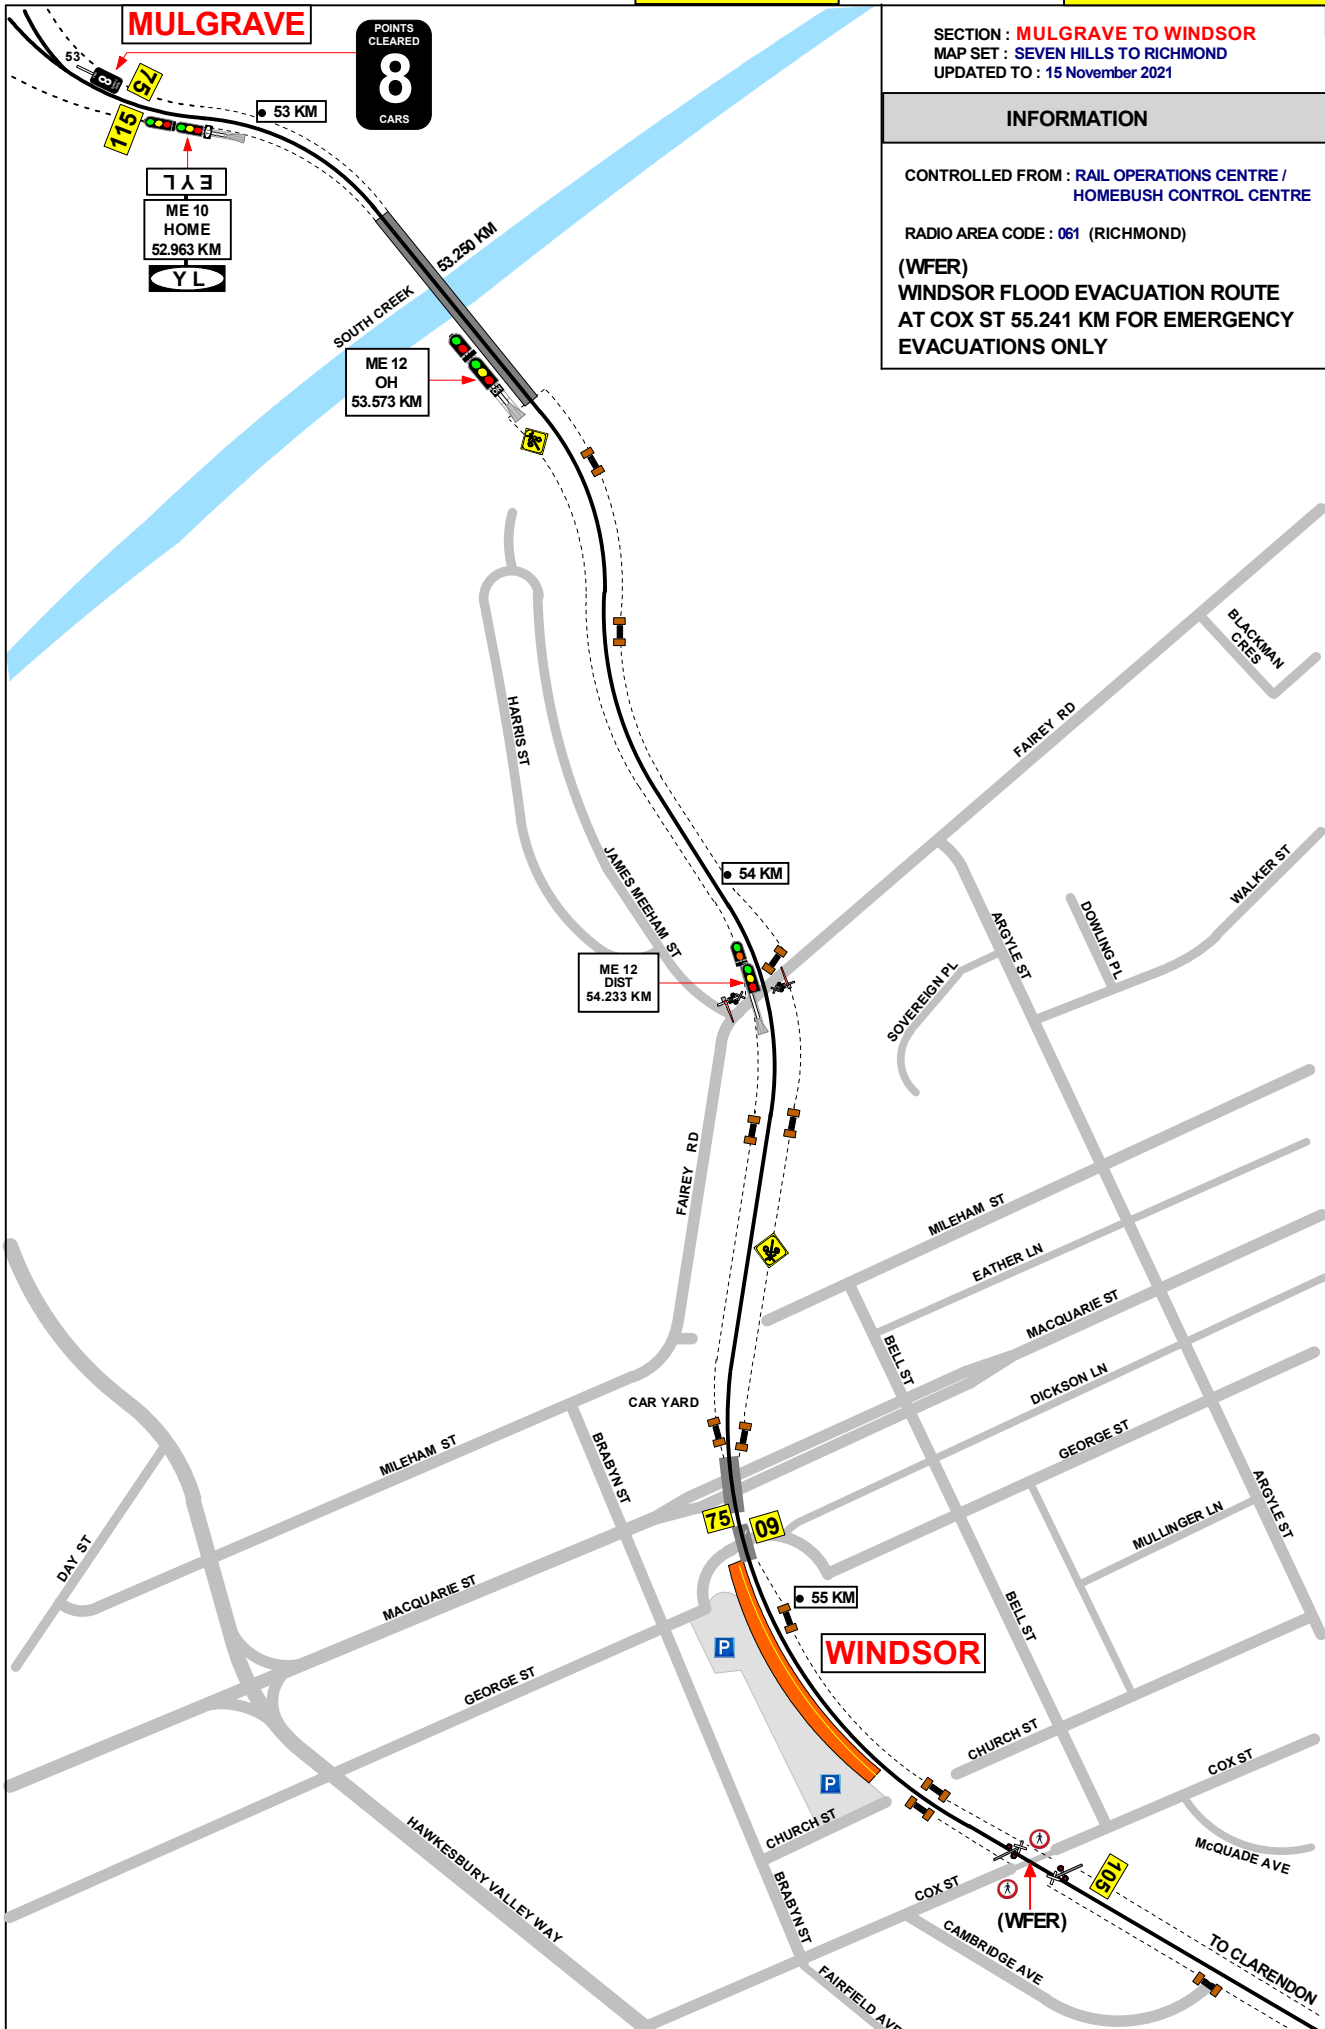 MULGRAVE
POINTS
CLEARED
8
CARS
53
8
75
115
53 KM
EYL
ME 10
HOME
52.963 KM
YL
SECTION : MULGRAVE TO WINDSOR
MAP SET : SEVEN HILLS TO RICHMOND
UPDATED TO : 15 November 2021
INFORMATION
CONTROLLED FROM : RAIL OPERATIONS CENTRE /
HOMEBUSH CONTROL CENTRE
RADIO AREA CODE : 061 (RICHMOND)
(WFER)
WINDSOR FLOOD EVACUATION ROUTE
AT COX ST 55.241 KM FOR EMERGENCY
EVACUATIONS ONLY
53.250 KM
SOUTH CREEK
ME 12
OH
53.573 KM
BLACKMAN
CRES
HARRIS ST
FAIREY RD
JAMES MEEHAM ST
54 KM
WALKER ST
DOWLING PL
ARGYLE ST
SOVEREIGN PL
ME 12
DIST
54.233 KM
FAIREY RD
MILEHAM ST
EATHER LN
MACQUARIE ST
BELL ST
DICKSON LN
CAR YARD
GEORGE ST
MILEHAM ST
BRABYN ST
ARGYLE ST
MULLINGER LN
75
60
DAY ST
MACQUARIE ST
55 KM
BELL ST
P
WINDSOR
GEORGE ST
CHURCH ST
COX ST
P
CHURCH ST
HAWKESBURY VALLEY WAY
McQUADE AVE
105
BRABYN ST
COX ST
(WFER)
CAMBRIDGE AVE
TO CLARENDON
FAIRFIELD AVE